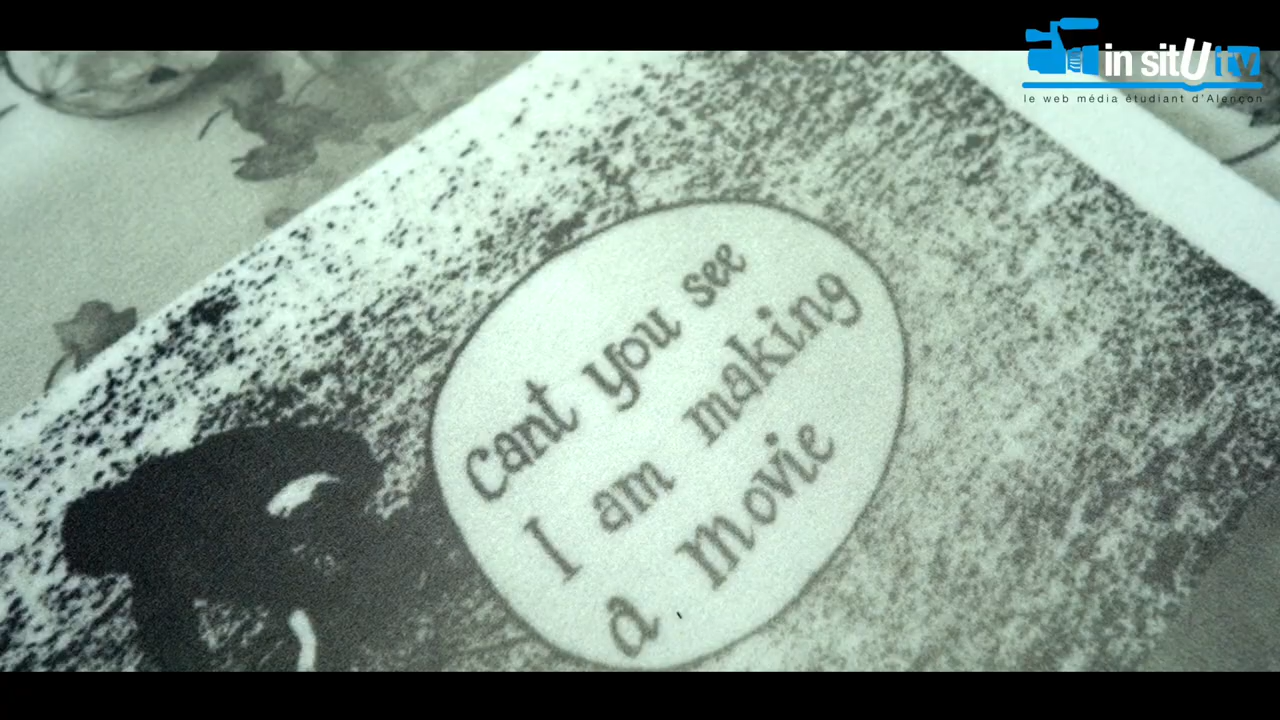 in sitU tv
le web média étudiant d'Alençon
Cant you see
I am making
a movie